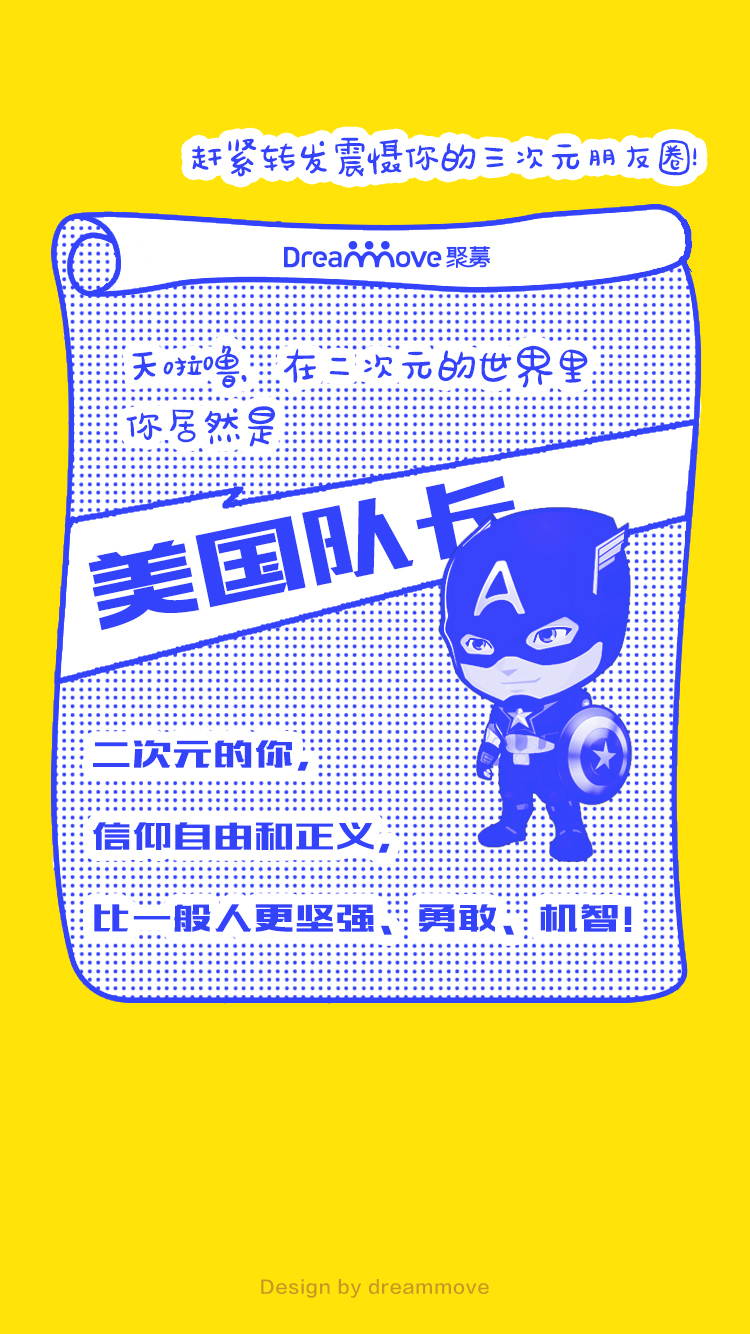 赶紧转发震慑你的三次元朋友圈!
Dreammove聚募
天啦噜,在二次元的世界里
你居然是
美国队长
A
二次元的你,
信仰自由和正义,
比一般人更坚强、勇敢、机智!
Design by dreammove